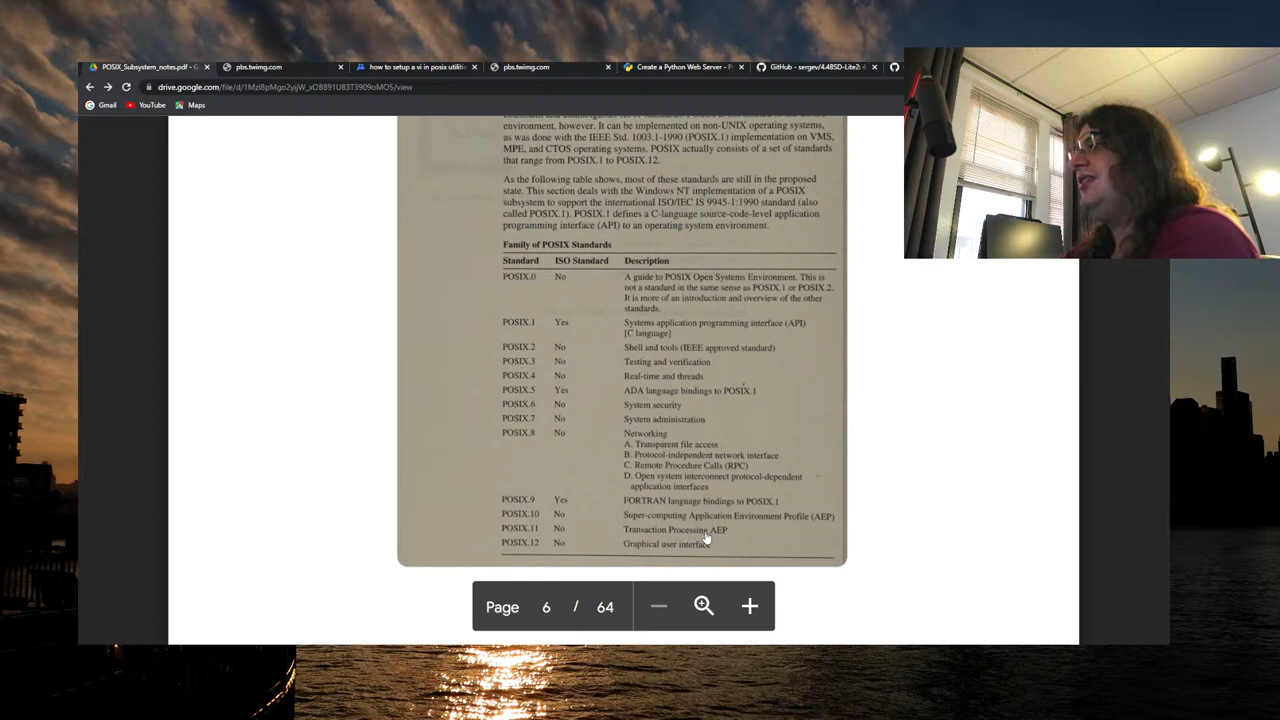 POSIX_Subsystem_notes.pdf - G
pbs.twimg.com
how to setup a vi in posix utiliti
pbs.twimg.com
Create a Python Web Server - P
GitHub - sergev/4.4BSD-Lite2:
Gmail
YouTube
Maps
environment, however. It can be implemented on non-UNIX operating systems,
as was done with the IEEE Std. 1003.1-1990 (POSIX.1) implementation on VMS,
MPE, and CTOS operating systems. POSIX actually consists of a set of standards
that range from POSIX.1 to POSIX.12.
As the following table shows, most of these standards are still in the proposed
state. This section deals with the Windows NT implementation of a POSIX
subsystem to support the international ISO/IEC IS 9945-1:1990 standard (also
called POSIX.1). POSIX.1 defines a C-language source-code-level application
programming interface (API) to an operating system environment.
Family of POSIX Standards
Standard ISO Standard Description
POSIX.0 No A guide to POSIX Open Systems Environment. This is
not a standard in the same sense as POSIX.1 or POSIX.2.
It is more of an introduction and overview of the other
standards.
POSIX.1 Yes Systems application programming interface (API)
[C language]
POSIX.2 No Shell and tools (IEEE approved standard)
POSIX.3 No Testing and verification
POSIX.4 No Real-time and threads
POSIX.5 Yes ADA language bindings to POSIX.1
POSIX.6 No System security
POSIX.7 No System administration
POSIX.8 No Networking
A. Transparent file access
B. Protocol-independent network interface
C. Remote Procedure Calls (RPC)
D. Open system interconnect protocol-dependent
application interfaces
POSIX.9 Yes FORTRAN language bindings to POSIX.1
POSIX.10 No Super-computing Application Environment Profile (AEP)
POSIX.11 No Transaction Processing AEP
POSIX.12 No Graphical user interface
Page 6 / 64